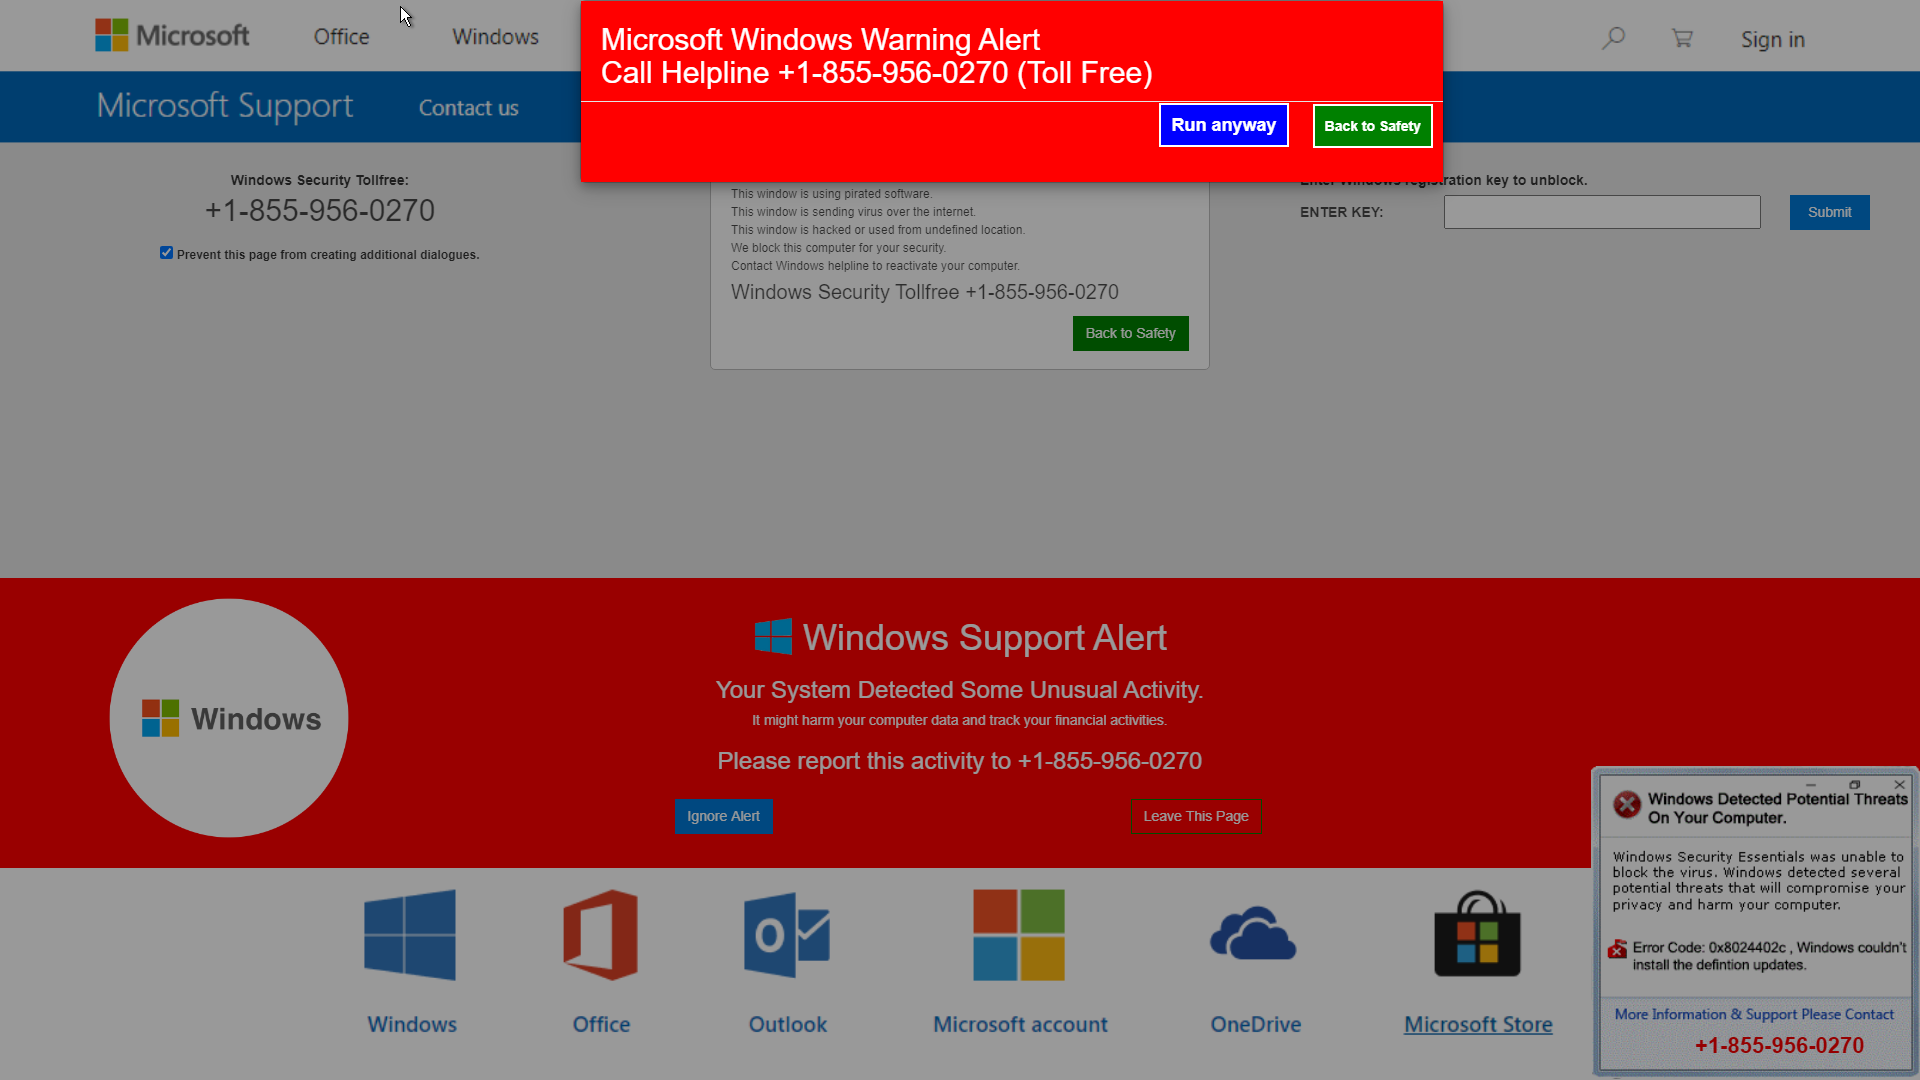 Microsoft
Office
Windows
Microsoft Windows Warning Alert
Call Helpline +1-855-956-0270 (Toll Free)
Run anyway
Back to Safety
Sign in
Microsoft Support
Contact us
Windows Security Tollfree:
+1-855-956-0270
Prevent this page from creating additional dialogues.
This window is using pirated software.
This window is sending virus over the internet.
This window is hacked or used from undefined location.
We block this computer for your security.
Contact Windows helpline to reactivate your computer.
Windows Security Tollfree +1-855-956-0270
Back to Safety
Enter Windows registration key to unblock.
ENTER KEY:
Submit
Windows
Windows Support Alert
Your System Detected Some Unusual Activity.
It might harm your computer data and track your financial activities.
Please report this activity to +1-855-956-0270
Ignore Alert
Leave This Page
Windows Detected Potential Threats
On Your Computer.
Windows Security Essentials was unable to
block the virus. Windows detected several
potential threats that will compromise your
privacy and harm your computer.
Error Code: 0x8024402c , Windows couldn't
install the defintion updates.
More Information & Support Please Contact
+1-855-956-0270
Windows
Office
Outlook
Microsoft account
OneDrive
Microsoft Store